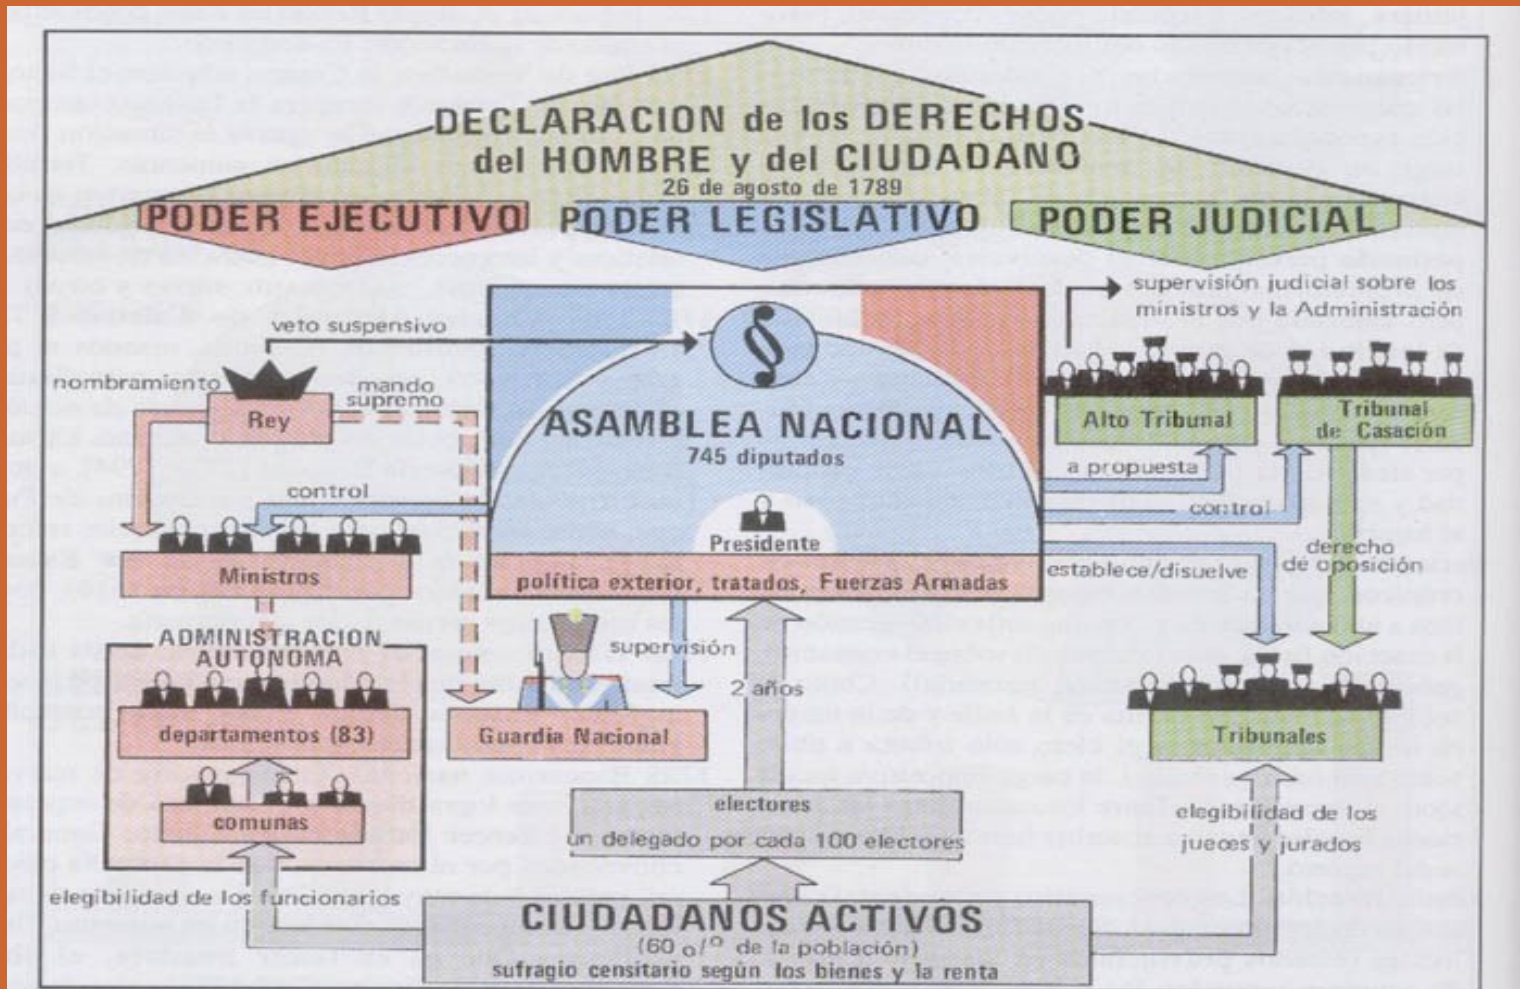 DECLARACION de los DERECHOS
del HOMBRE y del CIUDADANO
26 de agosto de 1789
PODER EJECUTIVO
PODER LEGISLATIVO
PODER JUDICIAL
supervisión judicial sobre los
ministros y la Administración
veto suspensivo
nombramiento
mando
supremo
Rey
§
ASAMBLEA NACIONAL
745 diputados
Alto Tribunal
Tribunal
de Casación
a propuesta
control
control
Presidente
Ministros
política exterior, tratados, Fuerzas Armadas
establece/disuelve
derecho
de oposición
ADMINISTRACION
AUTONOMA
supervisión
2 años
departamentos (83)
Guardia Nacional
Tribunales
comunas
electores
un delegado por cada 100 electores
elegibilidad de los
jueces y jurados
elegibilidad de los funcionarios
CIUDADANOS ACTIVOS
(60 o/o de la población)
sufragio censitario según los bienes y la renta